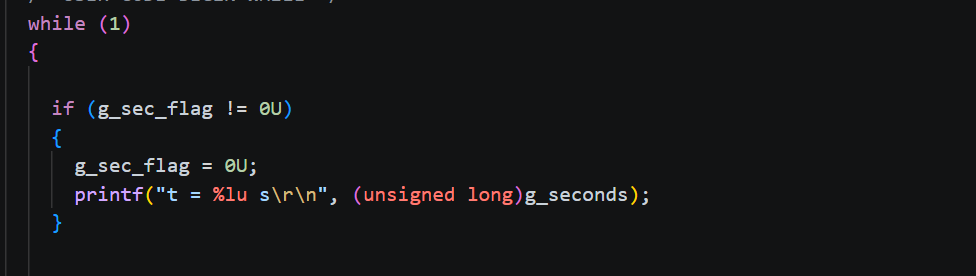 while (1)
{
if (g_sec_flag != 0U)
{
g_sec_flag = 0U;
printf("t = %lu s\r\n", (unsigned long)g_seconds);
}